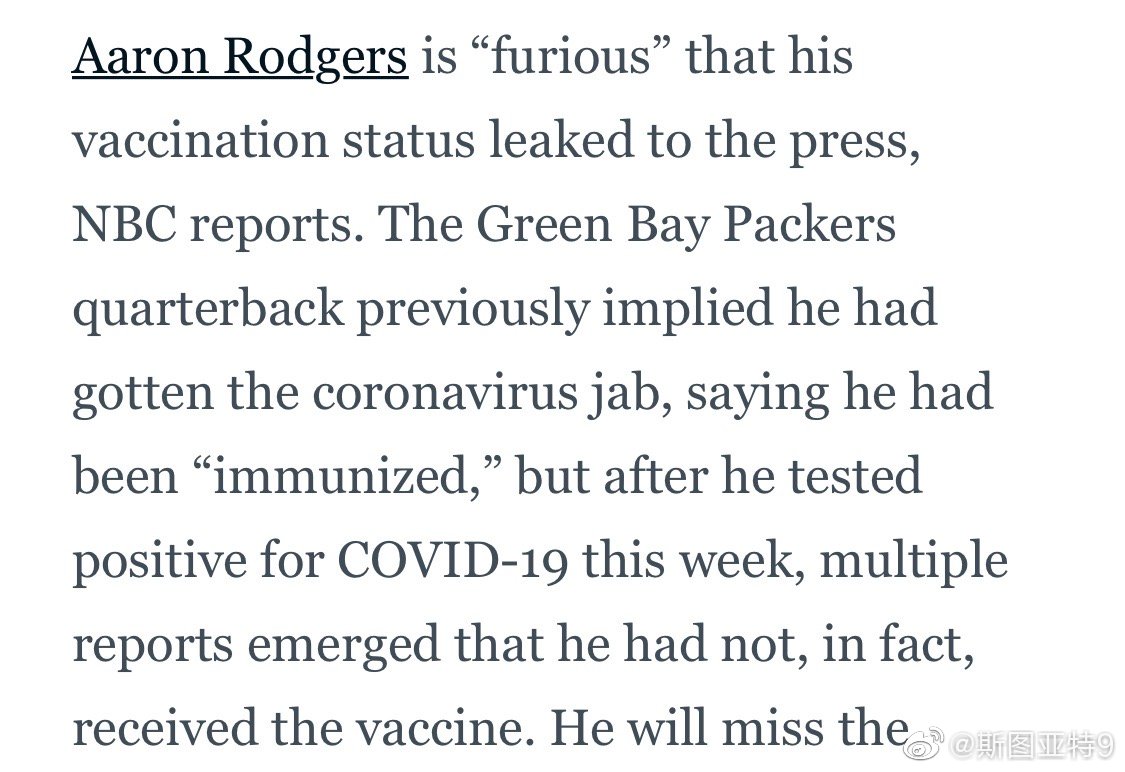 Aaron Rodgers is “furious” that his
vaccination status leaked to the press,
NBC reports. The Green Bay Packers
quarterback previously implied he had
gotten the coronavirus jab, saying he had
been “immunized,” but after he tested
positive for COVID-19 this week, multiple
reports emerged that he had not, in fact,
received the vaccine. He will miss the
@斯图亚特9